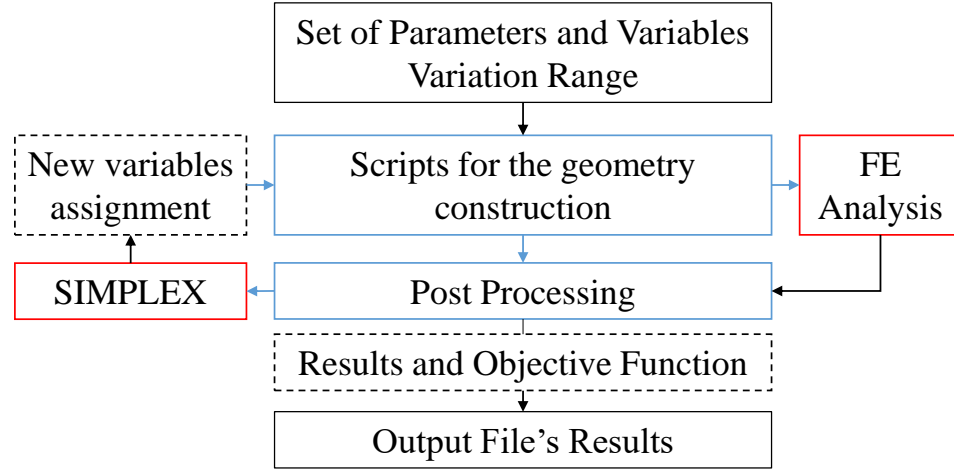 Set of Parameters and Variables
Variation Range
New variables
assignment
Scripts for the geometry
construction
FE
Analysis
SIMPLEX
Post Processing
Results and Objective Function
Output File's Results